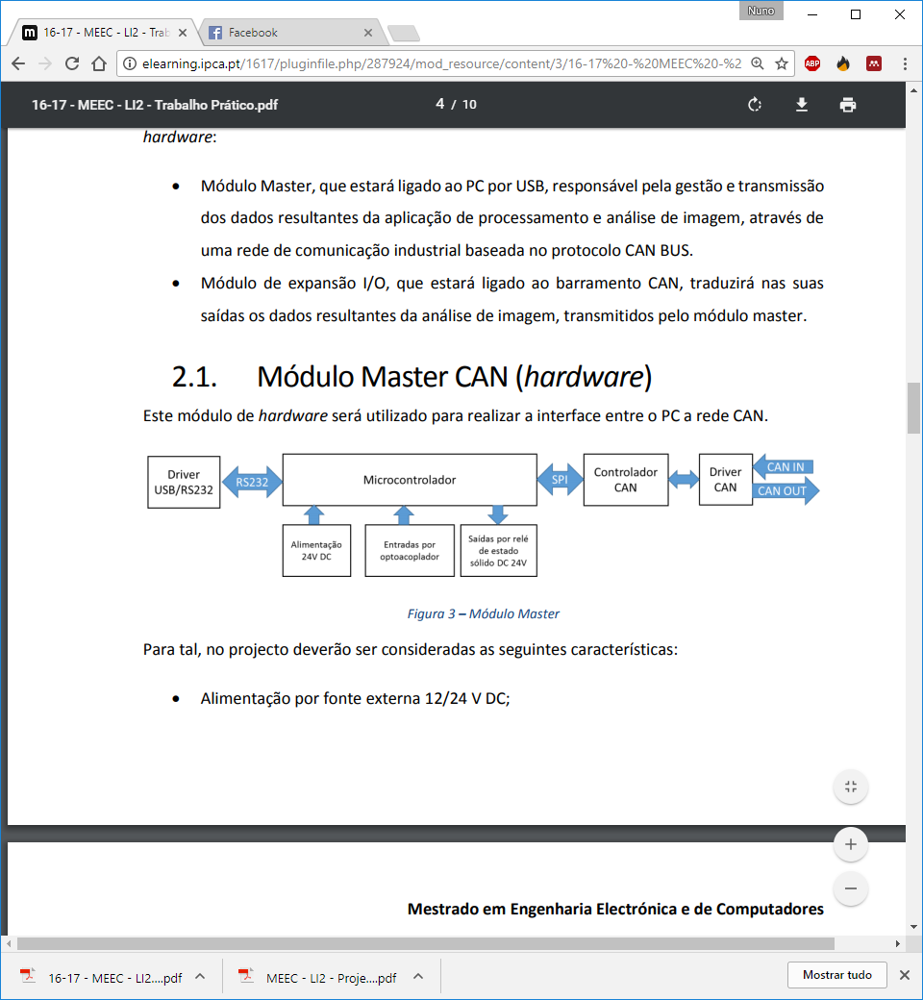 Nuno
16-17 - MEEC - LI2 - Trab
Facebook
elearning.ipca.pt/1617/pluginfile.php/287924/mod_resource/content/3/16-17%20-%20MEEC%20-%2
ABP
16-17 - MEEC - LI2 - Trabalho Prático.pdf
4 / 10
hardware:
• Módulo Master, que estará ligado ao PC por USB, responsável pela gestão e transmissão
dos dados resultantes da aplicação de processamento e análise de imagem, através de
uma rede de comunicação industrial baseada no protocolo CAN BUS.
• Módulo de expansão I/O, que estará ligado ao barramento CAN, traduzirá nas suas
saídas os dados resultantes da análise de imagem, transmitidos pelo módulo master.
2.1. Módulo Master CAN (hardware)
Este módulo de hardware será utilizado para realizar a interface entre o PC a rede CAN.
Driver
USB/RS232
RS232
Microcontrolador
SPI
Controlador
CAN
Driver
CAN
CAN IN
CAN OUT
Alimentação
24V DC
Entradas por
optoacoplador
Saídas por relé
de estado
sólido DC 24V
Figura 3 – Módulo Master
Para tal, no projecto deverão ser consideradas as seguintes características:
• Alimentação por fonte externa 12/24 V DC;
Mestrado em Engenharia Electrónica e de Computadores
16-17 - MEEC - LI2....pdf
MEEC - LI2 - Proje....pdf
Mostrar tudo